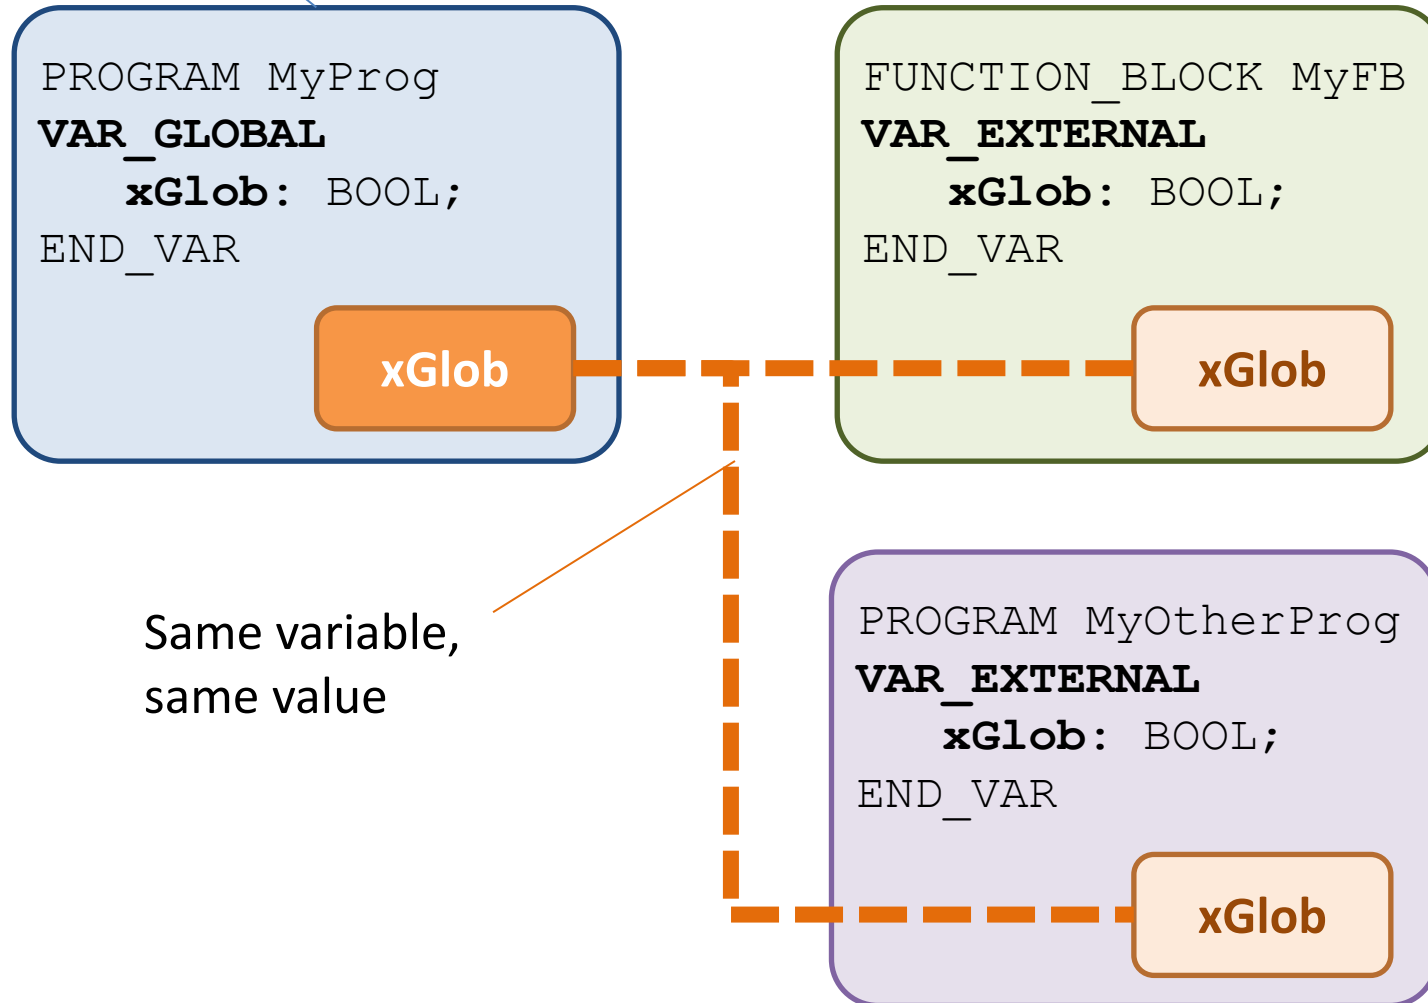 PROGRAM MyProg
VAR_GLOBAL
xGlob: BOOL;
END_VAR
xGlob
FUNCTION_BLOCK MyFB
VAR_EXTERNAL
xGlob: BOOL;
END_VAR
xGlob
Same variable,
same value
PROGRAM MyOtherProg
VAR_EXTERNAL
xGlob: BOOL;
END_VAR
xGlob